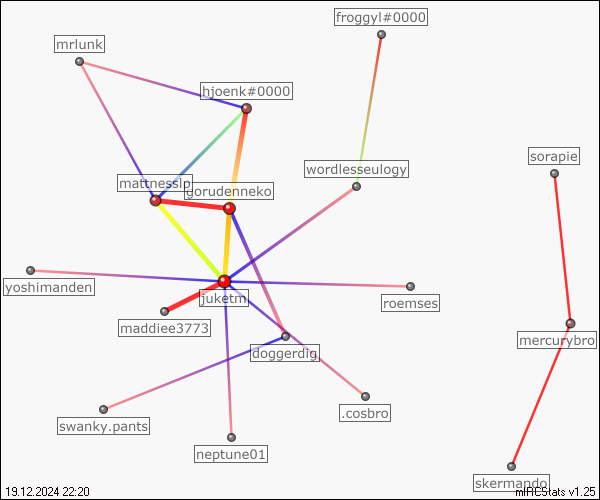 froggyl#0000
mrlunk
hjoenk#0000
sorapie
wordlesseulogy
mattnesslp
gorudenneko
yoshimanden
juketm
roemses
maddiee3773
mercurybro
doggerdig
.cosbro
swanky.pants
neptune01
skermando
19.12.2024 22:20
mIRCStats v1.25